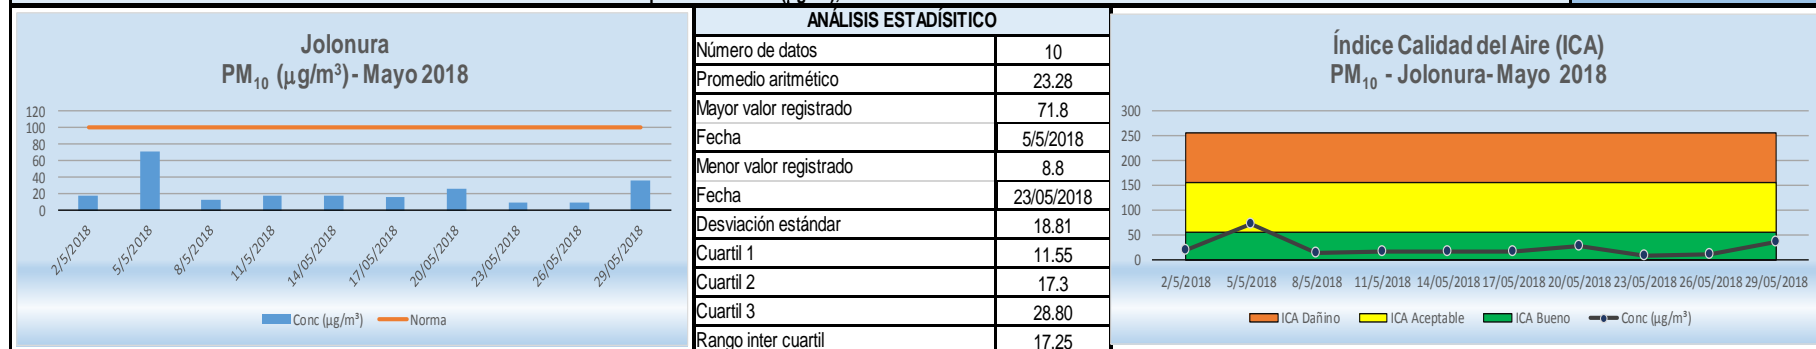 Jolonura
PM10 (µg/m³) - Mayo 2018
120
100
80
60
40
20
0
2/5/2018
5/5/2018
8/5/2018
11/5/2018
14/05/2018
17/05/2018
20/05/2018
23/05/2018
26/05/2018
29/05/2018
Conc (µg/m³) Norma
ANÁLISIS ESTADÍSITICO
Número de datos 10
Promedio aritmético 23.28
Mayor valor registrado 71.8
Fecha 5/5/2018
Menor valor registrado 8.8
Fecha 23/05/2018
Desviación estándar 18.81
Cuartil 1 11.55
Cuartil 2 17.3
Cuartil 3 28.80
Rango inter cuartil 17.25
Índice Calidad del Aire (ICA)
PM10 - Jolonura- Mayo 2018
300
250
200
150
100
50
0
2/5/2018 5/5/2018 8/5/2018 11/5/2018 14/05/2018 17/05/2018 20/05/2018 23/05/2018 26/05/2018 29/05/2018
ICA Dañino ICA Aceptable ICA Bueno Conc (µg/m³)